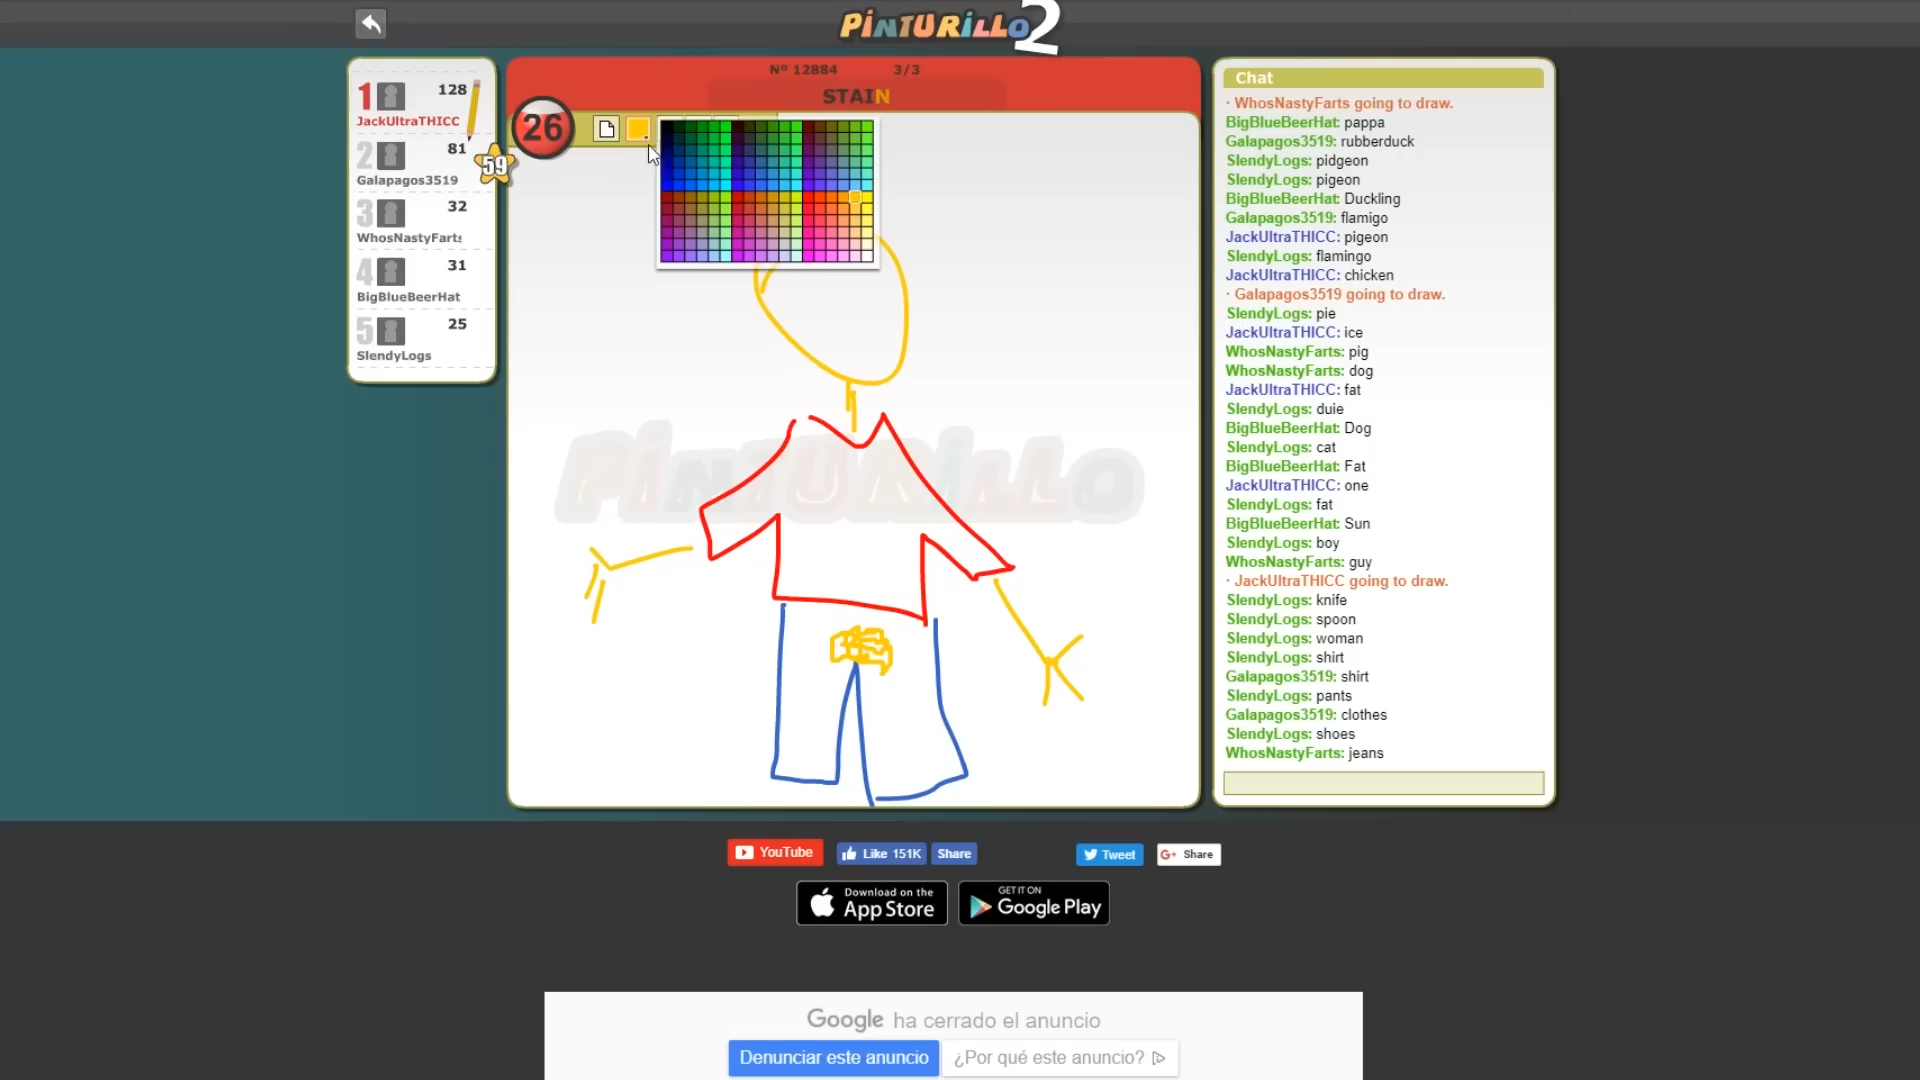 PiNTURiLLO2
Nº 12884 3/3
STAIN
26
1 128
JackUltraTHICC
2 81
Galapagos3519
59
3 32
WhosNastyFarts
4 31
BigBlueBeerHat
5 25
SlendyLogs
PiNTURiLLO
Chat
· WhosNastyFarts going to draw.
BigBlueBeerHat: pappa
Galapagos3519: rubberduck
SlendyLogs: pidgeon
SlendyLogs: pigeon
BigBlueBeerHat: Duckling
Galapagos3519: flamigo
JackUltraTHICC: pigeon
SlendyLogs: flamingo
JackUltraTHICC: chicken
· Galapagos3519 going to draw.
SlendyLogs: pie
JackUltraTHICC: ice
WhosNastyFarts: pig
WhosNastyFarts: dog
JackUltraTHICC: fat
SlendyLogs: duie
BigBlueBeerHat: Dog
SlendyLogs: cat
BigBlueBeerHat: Fat
JackUltraTHICC: one
SlendyLogs: fat
BigBlueBeerHat: Sun
SlendyLogs: boy
WhosNastyFarts: guy
· JackUltraTHICC going to draw.
SlendyLogs: knife
SlendyLogs: spoon
SlendyLogs: woman
SlendyLogs: shirt
Galapagos3519: shirt
SlendyLogs: pants
Galapagos3519: clothes
SlendyLogs: shoes
WhosNastyFarts: jeans
YouTube Like 151K Share Tweet G+ Share
Download on the
App Store
GET IT ON
Google Play
Google ha cerrado el anuncio
Denunciar este anuncio ¿Por qué este anuncio?